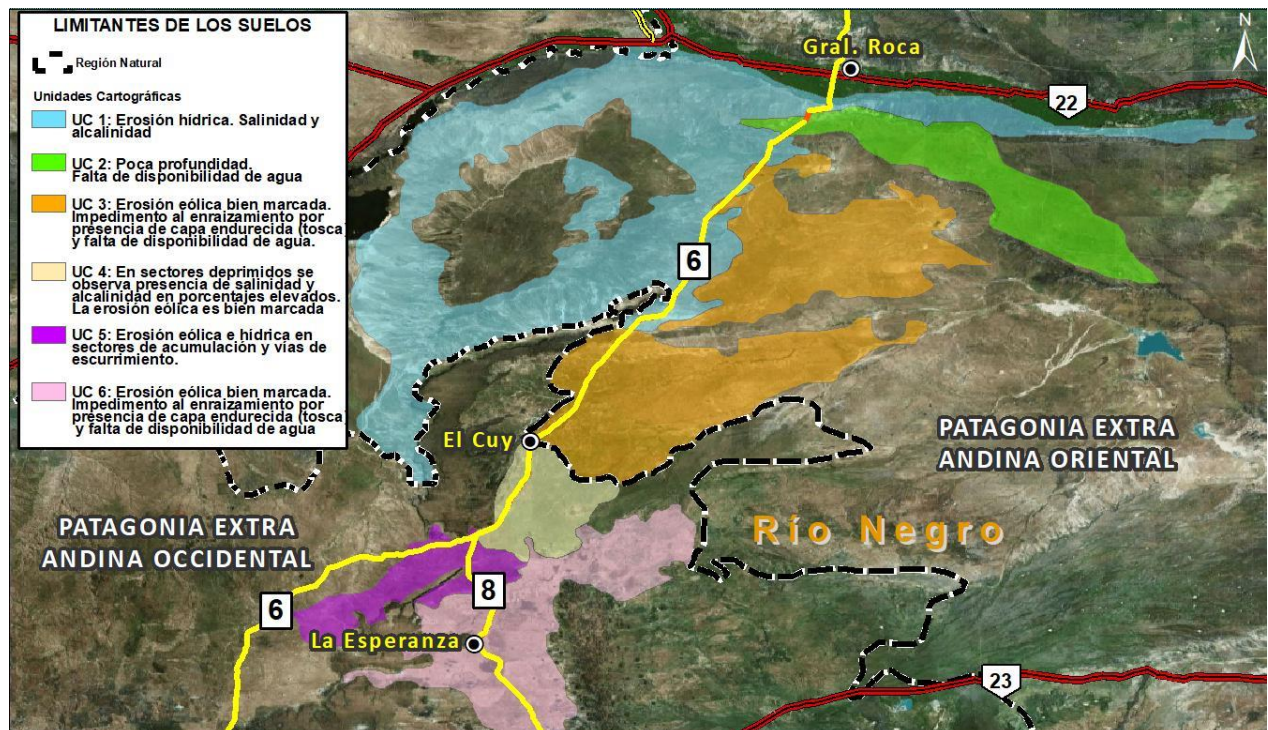 LIMITANTES DE LOS SUELOS
Región Natural
Unidades Cartográficas
UC 1: Erosión hídrica. Salinidad y
alcalinidad
UC 2: Poca profundidad.
Falta de disponibilidad de agua
UC 3: Erosión eólica bien marcada.
Impedimento al enraizamiento por
presencia de capa endurecida (tosca)
y falta de disponibilidad de agua.
UC 4: En sectores deprimidos se
observa presencia de salinidad y
alcalinidad en porcentajes elevados.
La erosión eólica es bien marcada
UC 5: Erosión eólica e hídrica en
sectores de acumulación y vías de
escurrimiento.
UC 6: Erosión eólica bien marcada.
Impedimento al enraizamiento por
presencia de capa endurecida (tosca)
y falta de disponibilidad de agua
N
Gral. Roca
22
6
El Cuy
PATAGONIA EXTRA
ANDINA ORIENTAL
PATAGONIA EXTRA
ANDINA OCCIDENTAL
Río Negro
6
8
La Esperanza
23